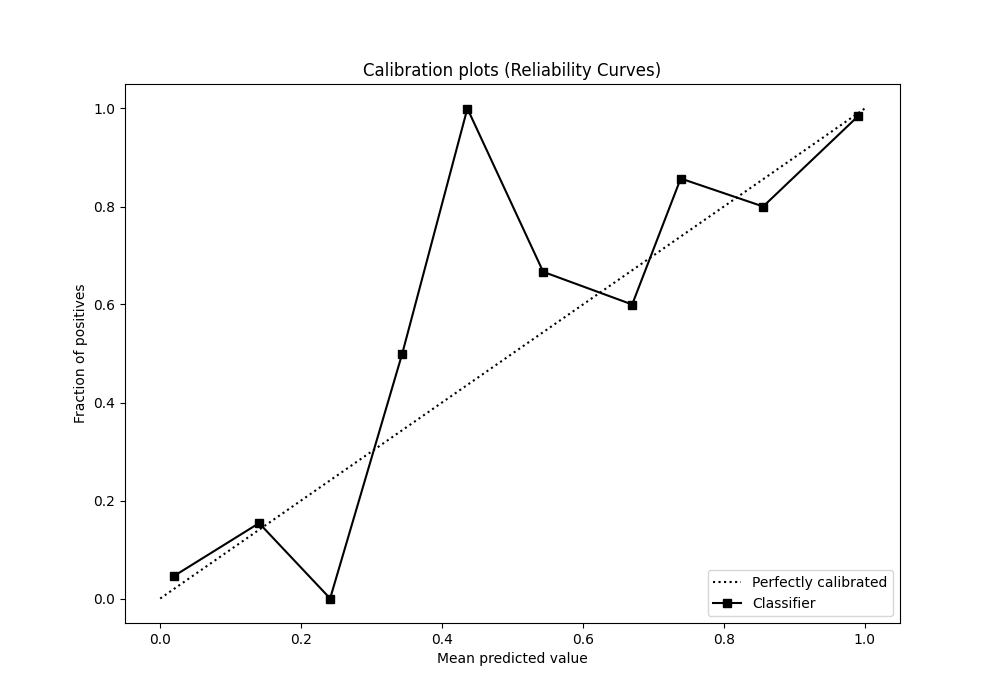 Calibration plots (Reliability Curves)
1.0
0.8
0.6
0.4
0.2
0.0
Fraction of positives
0.0 0.2 0.4 0.6 0.8 1.0
Mean predicted value
Perfectly calibrated
Classifier